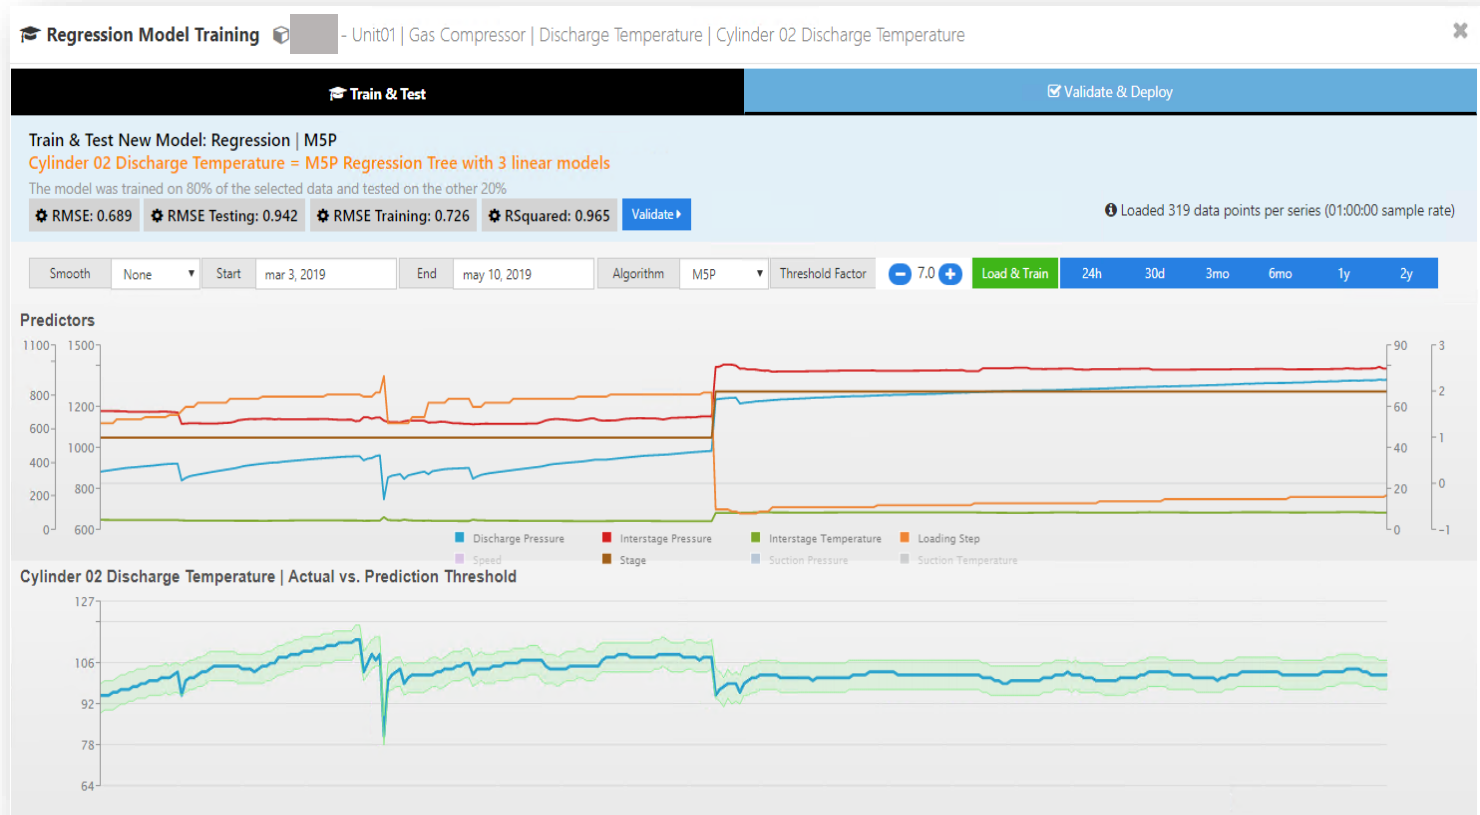 Regression Model Training - Unit01 | Gas Compressor | Discharge Temperature | Cylinder 02 Discharge Temperature
Train & Test
Validate & Deploy
Train & Test New Model: Regression | M5P
Cylinder 02 Discharge Temperature = M5P Regression Tree with 3 linear models
The model was trained on 80% of the selected data and tested on the other 20%
RMSE: 0.689 RMSE Testing: 0.942 RMSE Training: 0.726 RSquared: 0.965 Validate
Loaded 319 data points per series (01:00:00 sample rate)
Smooth None Start mar 3, 2019 End may 10, 2019 Algorithm M5P Threshold Factor 7.0 Load & Train 24h 30d 3mo 6mo 1y 2y
Predictors
1100 1500 90 3
800 2
1200 60
600 1
1000 40
400
800 20 0
200
0 600 0 -1
Discharge Pressure Interstage Pressure Interstage Temperature Loading Step
Speed Stage Suction Pressure Suction Temperature
Cylinder 02 Discharge Temperature | Actual vs. Prediction Threshold
127
106
92
78
64